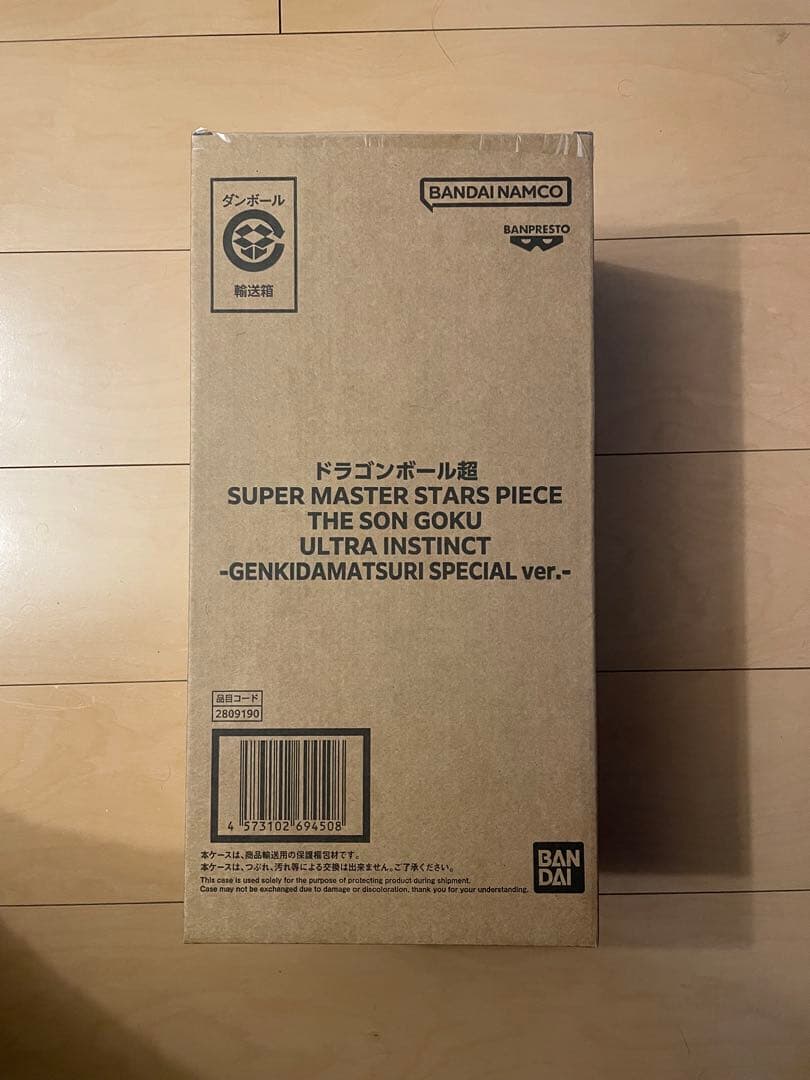 ダンボール
輸送箱
BANDAI NAMCO
BANPRESTO
ドラゴンボール超
SUPER MASTER STARS PIECE
THE SON GOKU
ULTRA INSTINCT
-GENKIDAMATSURI SPECIAL ver.-
品目コード
2809190
4 573102 694508
本ケースは、商品輸送用の保護梱包材です。
本ケースは、つぶれ、汚れ等による交換は出来ません。ご了承ください。
This case is used solely for the purpose of protecting product during shipment.
Case may not be exchanged due to damage or discoloration, thank you for your understanding.
BAN
DAI